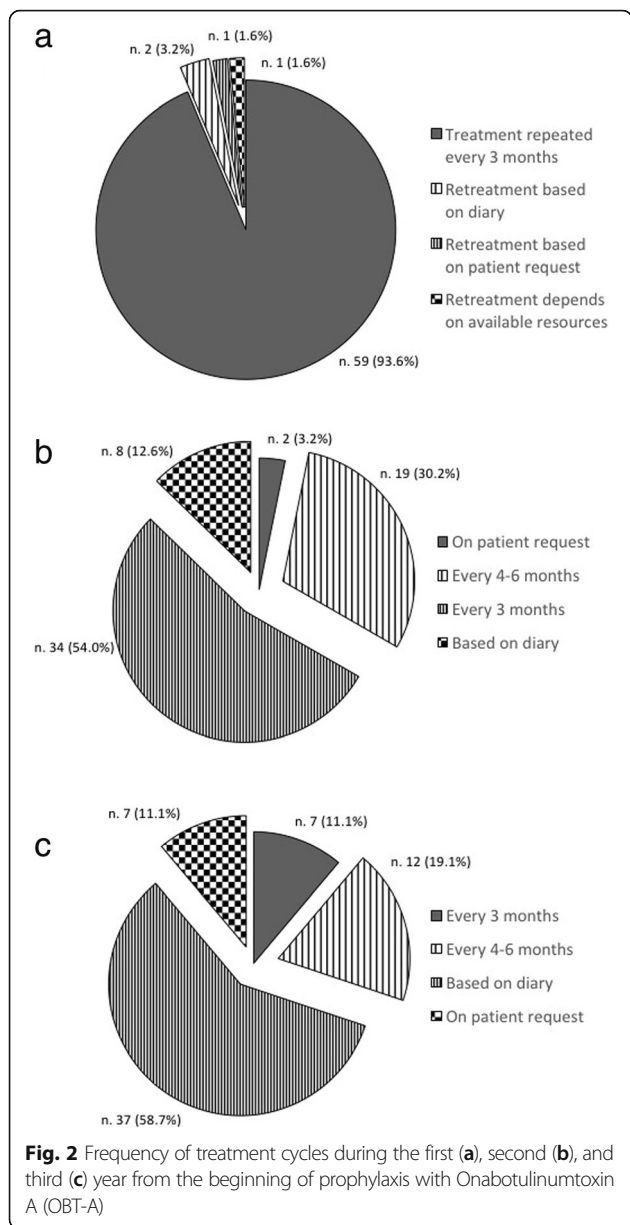 a
n. 1 (1.6%)
n. 2 (3.2%)
n. 1 (1.6%)
Treatment repeated
every 3 months
Retreatment based
on diary
Retreatment based
on patient request
Retreatment depends
on available resources
n. 59 (93.6%)
b
n. 2 (3.2%)
n. 8 (12.6%)
n. 19 (30.2%)
On patient request
Every 4-6 months
Every 3 months
Based on diary
n. 34 (54.0%)
c
n. 7 (11.1%)
n. 7 (11.1%)
n. 12 (19.1%)
Every 3 months
Every 4-6 months
Based on diary
On patient request
n. 37 (58.7%)
Fig. 2 Frequency of treatment cycles during the first (a), second (b), and
third (c) year from the beginning of prophylaxis with Onabotulinumtoxin
A (OBT-A)